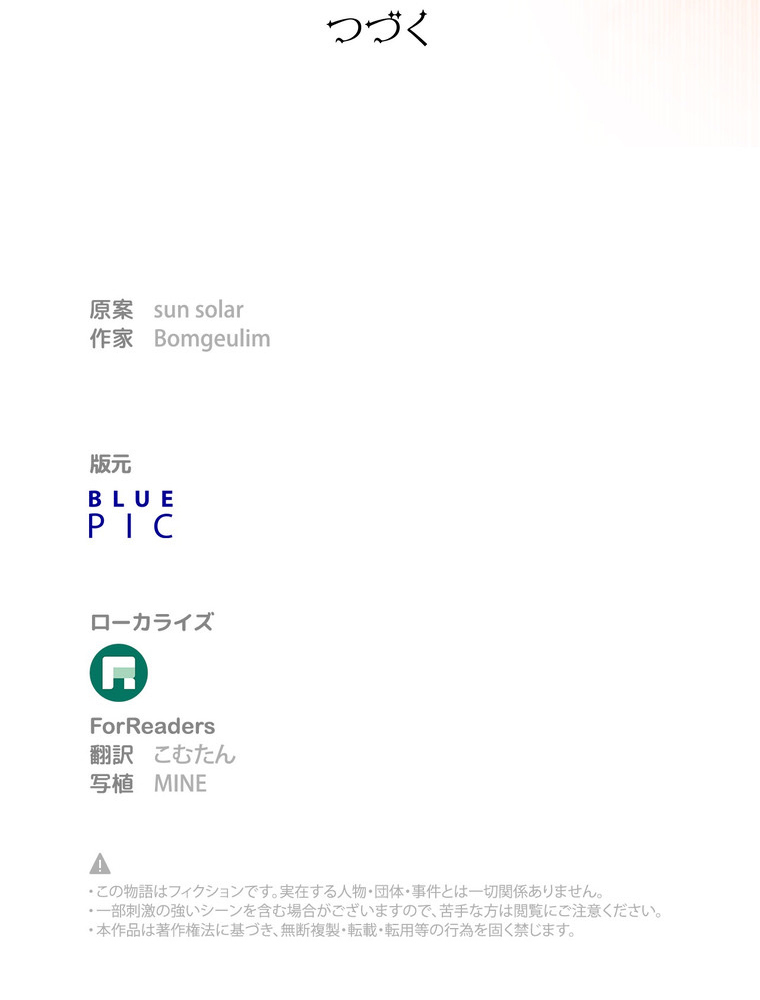 つづく
原案 sun solar
作家 Bomgeulim
版元
BLUE
PIC
ローカライズ
ForReaders
翻訳 こむたん
写植 MINE
・この物語はフィクションです。実在する人物・団体・事件とは一切関係ありません。
・一部刺激の強いシーンを含む場合がございますので、苦手な方は閲覧にご注意ください。
・本作品は著作権法に基づき、無断複製・転載・転用等の行為を固く禁じます。